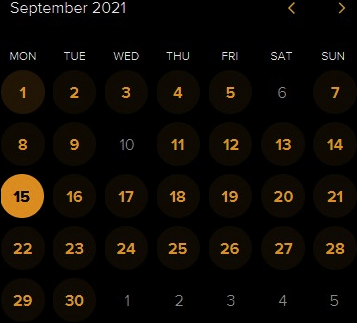 September 2021
MON TUE WED THU FRI SAT SUN
1 2 3 4 5 6 7
8 9 10 11 12 13 14
15 16 17 18 19 20 21
22 23 24 25 26 27 28
29 30 1 2 3 4 5